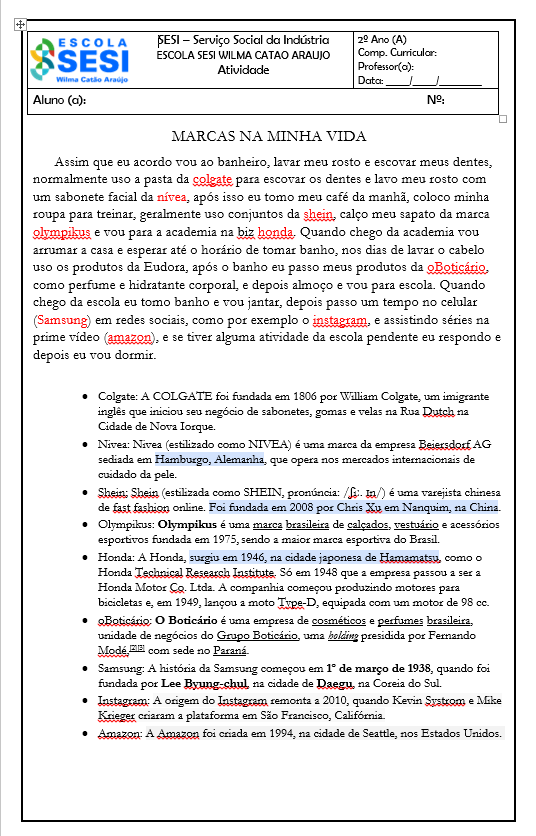 ESCOLA
SESI
Wilma Catão Araújo
SESI – Serviço Social da Indústria
ESCOLA SESI WILMA CATAO ARAUJO
Atividade
2º Ano (A)
Comp. Curricular:
Professor(a):
Data: ____/____/_______
Aluno (a):
Nº:
MARCAS NA MINHA VIDA
Assim que eu acordo vou ao banheiro, lavar meu rosto e escovar meus dentes,
normalmente uso a pasta da colgate para escovar os dentes e lavo meu rosto com
um sabonete facial da nívea, após isso eu tomo meu café da manhã, coloco minha
roupa para treinar, geralmente uso conjuntos da shein, calço meu sapato da marca
olympikus e vou para a academia na biz honda. Quando chego da academia vou
arrumar a casa e esperar até o horário de tomar banho, nos dias de lavar o cabelo
uso os produtos da Eudora, após o banho eu passo meus produtos da oBoticário,
como perfume e hidratante corporal, e depois almoço e vou para escola. Quando
chego da escola eu tomo banho e vou jantar, depois passo um tempo no celular
(Samsung) em redes sociais, como por exemplo o instagram, e assistindo séries na
prime vídeo (amazon), e se tiver alguma atividade da escola pendente eu respondo e
depois eu vou dormir.
• Colgate: A COLGATE foi fundada em 1806 por William Colgate, um imigrante
inglês que iniciou seu negócio de sabonetes, gomas e velas na Rua Dutch na
Cidade de Nova Iorque.
• Nivea: Nivea (estilizado como NIVEA) é uma marca da empresa Beiersdorf AG
sediada em Hamburgo, Alemanha, que opera nos mercados internacionais de
cuidado da pele.
• Shein: Shein (estilizada como SHEIN, pronúncia: /ʃiː. ɪn/) é uma varejista chinesa
de fast fashion online. Foi fundada em 2008 por Chris Xu em Nanquim, na China.
• Olympikus: Olympikus é uma marca brasileira de calçados, vestuário e acessórios
esportivos fundada em 1975, sendo a maior marca esportiva do Brasil.
• Honda: A Honda, surgiu em 1946, na cidade japonesa de Hamamatsu, como o
Honda Technical Research Institute. Só em 1948 que a empresa passou a ser a
Honda Motor Co. Ltda. A companhia começou produzindo motores para
bicicletas e, em 1949, lançou a moto Type-D, equipada com um motor de 98 cc.
• oBoticário: O Boticário é uma empresa de cosméticos e perfumes brasileira,
unidade de negócios do Grupo Boticário, uma holding presidida por Fernando
Modé,[2][3] com sede no Paraná.
• Samsung: A história da Samsung começou em 1º de março de 1938, quando foi
fundada por Lee Byung-chul, na cidade de Daegu, na Coreia do Sul.
• Instagram: A origem do Instagram remonta a 2010, quando Kevin Systrom e Mike
Krieger criaram a plataforma em São Francisco, Califórnia.
• Amazon: A Amazon foi criada em 1994, na cidade de Seattle, nos Estados Unidos.